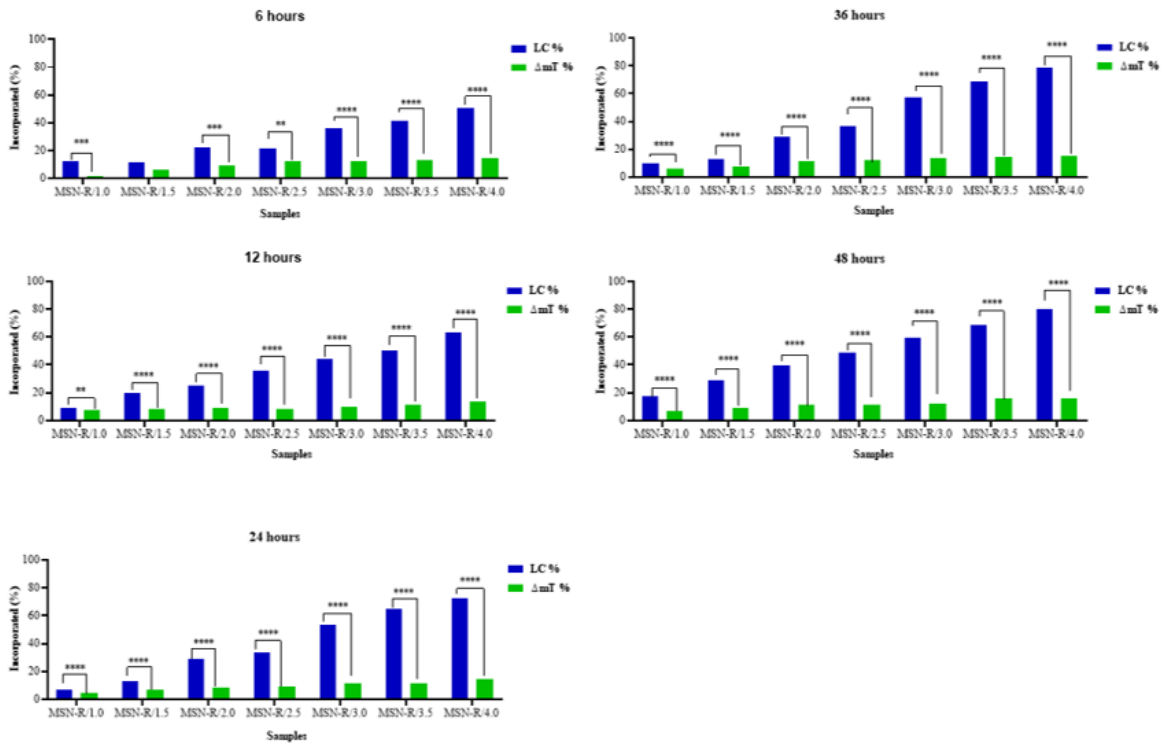 6 hours
100
80
60
40
20
0
Incorporated (%)
*** *** ** **** **** ****
MSN-R/1.0 MSN-R/1.5 MSN-R/2.0 MSN-R/2.5 MSN-R/3.0 MSN-R/3.5 MSN-R/4.0
Samples
LC %
ΔmT %
36 hours
100
80
60
40
20
0
Incorporated (%)
**** **** **** **** **** **** ****
MSN-R/1.0 MSN-R/1.5 MSN-R/2.0 MSN-R/2.5 MSN-R/3.0 MSN-R/3.5 MSN-R/4.0
Samples
LC %
ΔmT %
12 hours
100
80
60
40
20
0
Incorporated (%)
** **** **** **** **** **** ****
MSN-R/1.0 MSN-R/1.5 MSN-R/2.0 MSN-R/2.5 MSN-R/3.0 MSN-R/3.5 MSN-R/4.0
Samples
LC %
ΔmT %
48 hours
100
80
60
40
20
0
Incorporated (%)
**** **** **** **** **** **** ****
MSN-R/1.0 MSN-R/1.5 MSN-R/2.0 MSN-R/2.5 MSN-R/3.0 MSN-R/3.5 MSN-R/4.0
Samples
LC %
ΔmT %
24 hours
100
80
60
40
20
0
Incorporated (%)
**** **** **** **** **** **** ****
MSN-R/1.0 MSN-R/1.5 MSN-R/2.0 MSN-R/2.5 MSN-R/3.0 MSN-R/3.5 MSN-R/4.0
Samples
LC %
ΔmT %